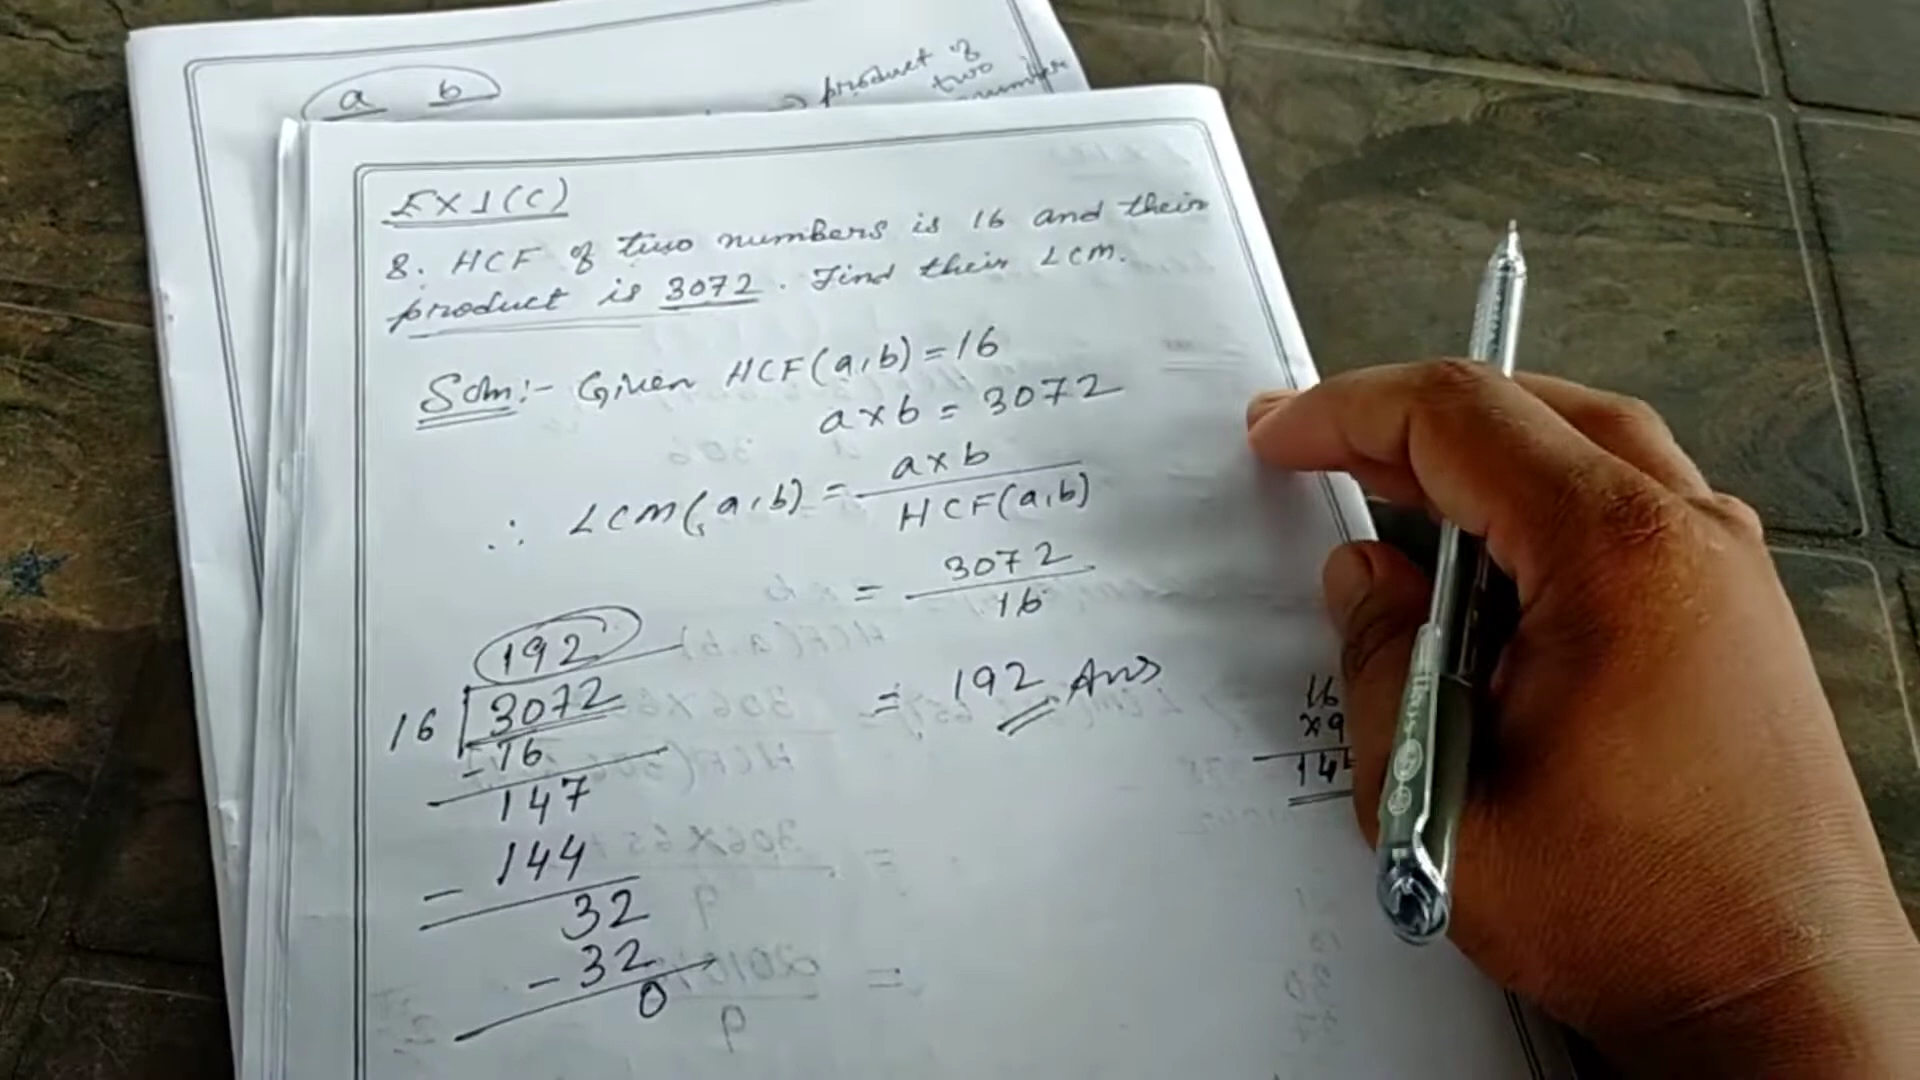 a b
product of
two
number
EX 1(C)
8. HCF of two numbers is 16 and their
product is 3072. Find their LCM.
Soln:- Given HCF(a,b) = 16
a x b = 3072
∴ LCM(a,b) = a x b
HCF(a,b)
= 3072
16
= 192 Ans
192
16 3072
-16
147
- 144
32
- 32
0
16
x9
144